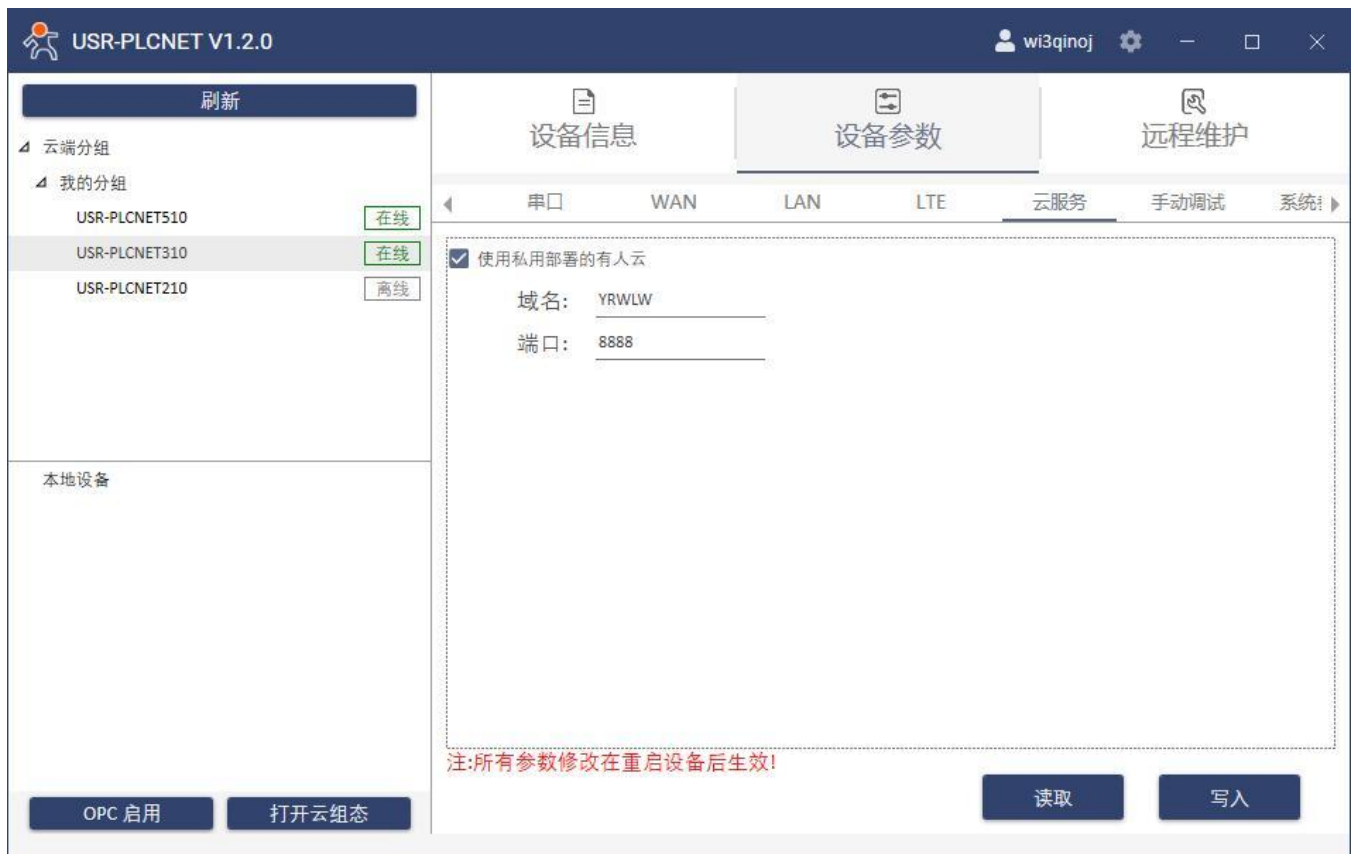 USR-PLCNET V1.2.0
wi3qinoj
刷新
云端分组
我的分组
USR-PLCNET510 在线
USR-PLCNET310 在线
USR-PLCNET210 离线
本地设备
OPC 启用 打开云组态
设备信息 设备参数 远程维护
串口 WAN LAN LTE 云服务 手动调试 系统
使用私用部署的有人云
域名: YRWLW
端口: 8888
注:所有参数修改在重启设备后生效!
读取 写入